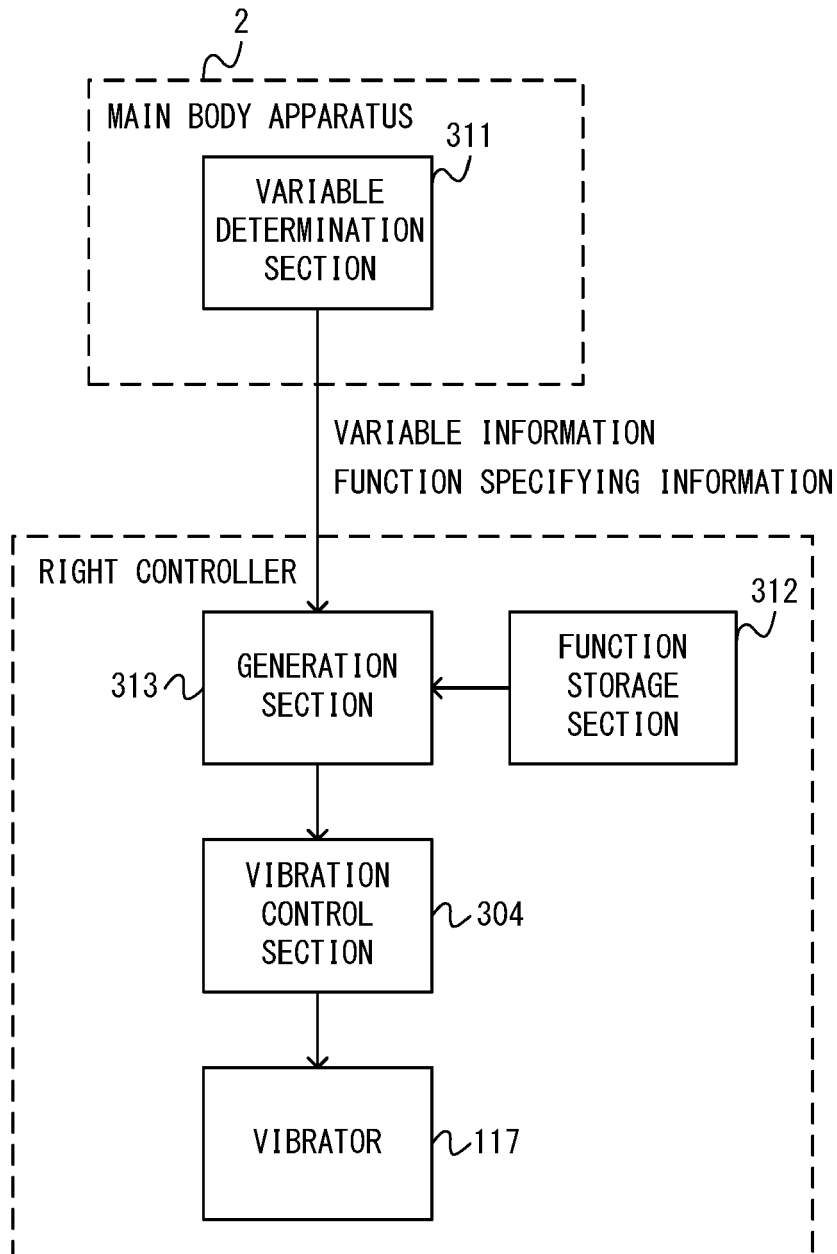 2
MAIN BODY APPARATUS
311
VARIABLE
DETERMINATION
SECTION
VARIABLE INFORMATION
FUNCTION SPECIFYING INFORMATION
RIGHT CONTROLLER
312
313
GENERATION
SECTION
FUNCTION
STORAGE
SECTION
VIBRATION
CONTROL
SECTION
304
VIBRATOR
117